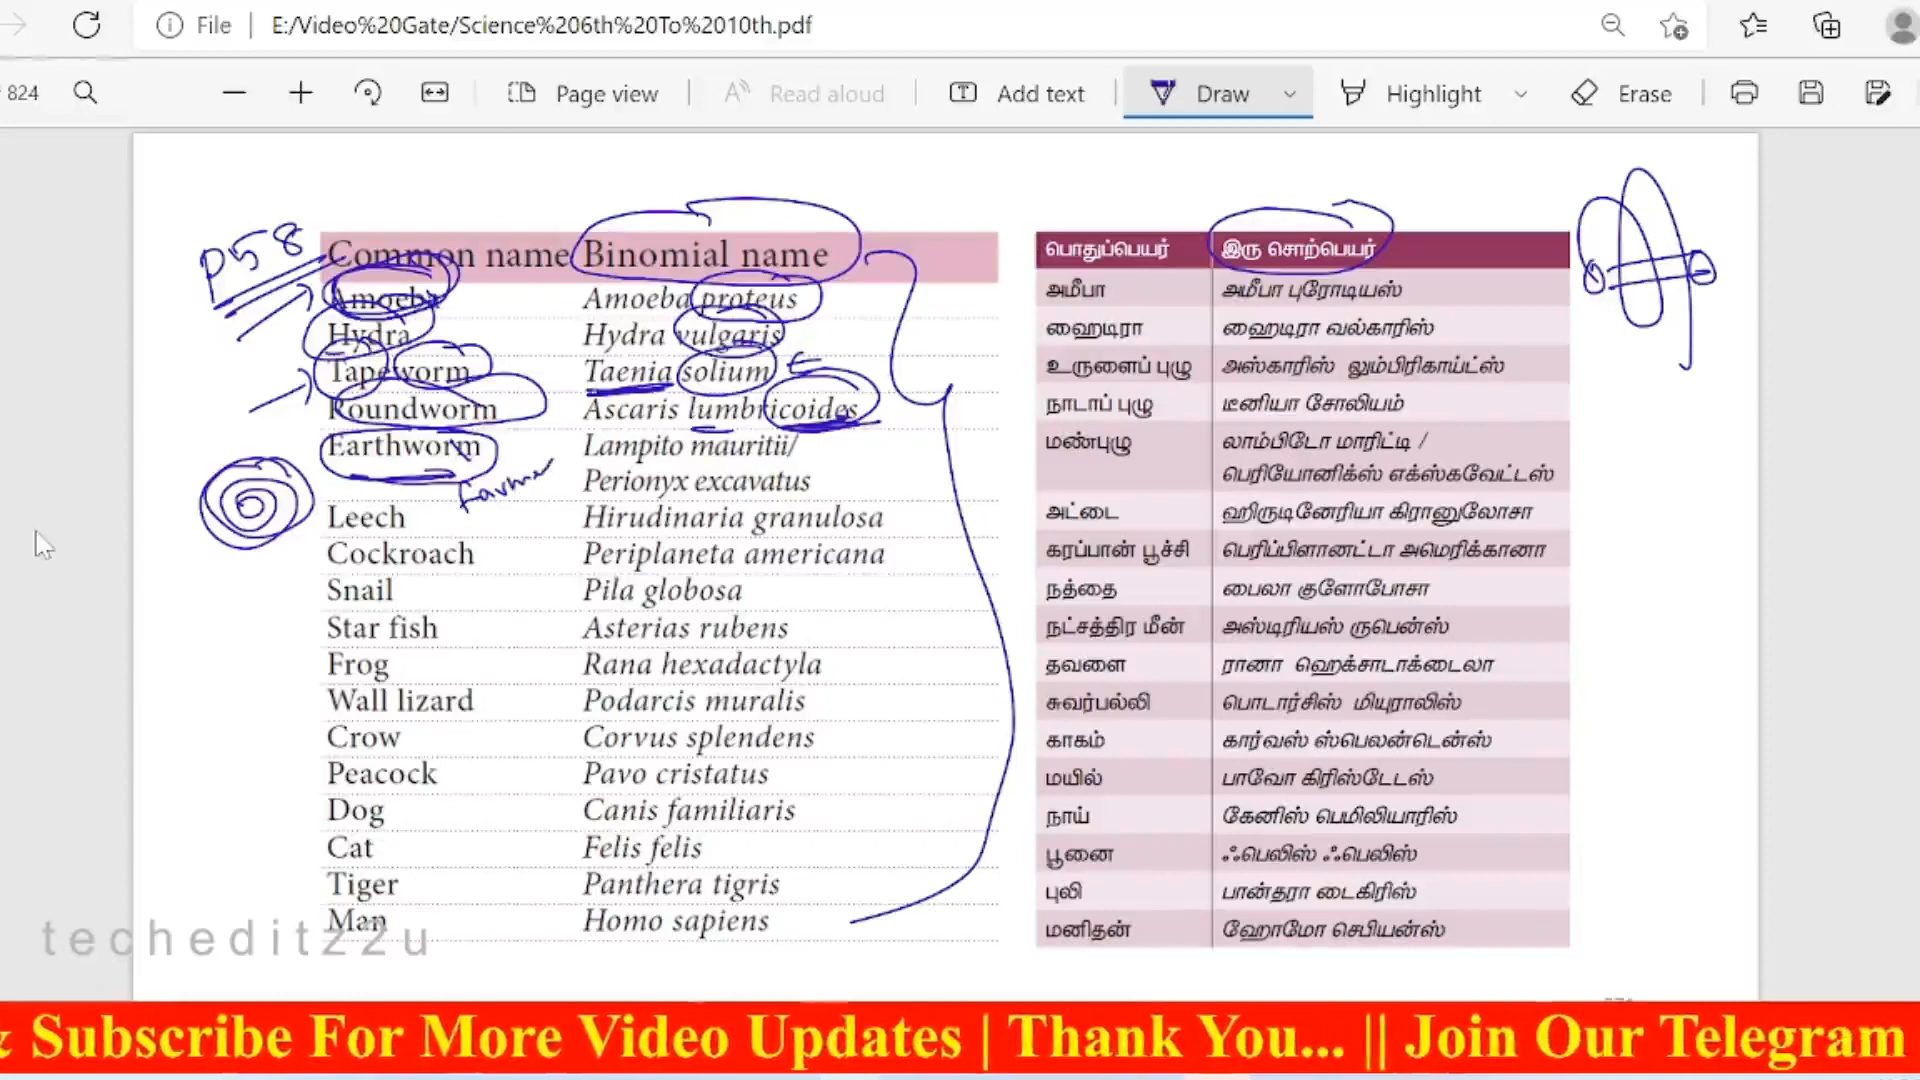 File E:/Video%20Gate/Science%206th%20To%2010th.pdf
824 Page view Read aloud Add text Draw Highlight Erase
P58
Common name Binomial name
Amoeba Amoeba proteus
Hydra Hydra vulgaris
Tapeworm Taenia solium
Roundworm Ascaris lumbricoides
Earthworm Lampito mauritii/
Perionyx excavatus
Leech Hirudinaria granulosa
Cockroach Periplaneta americana
Snail Pila globosa
Star fish Asterias rubens
Frog Rana hexadactyla
Wall lizard Podarcis muralis
Crow Corvus splendens
Peacock Pavo cristatus
Dog Canis familiaris
Cat Felis felis
Tiger Panthera tigris
Man Homo sapiens
பொதுப்பெயர் இரு சொற்பெயர்
அமீபா அமீபா புரோடியஸ்
ஹைடிரா ஹைடிரா வல்காரிஸ்
உருளைப் புழு அஸ்காரிஸ் லும்பிரிகாய்ட்ஸ்
நாடாப் புழு டீனியா சோலியம்
மண்புழு லாம்பிடோ மாரிட்டி /
பெரியோனிக்ஸ் எக்ஸ்கவேட்டஸ்
அட்டை ஹிருடினேரியா கிரானுலோசா
கரப்பான் பூச்சி பெரிப்பிளானட்டா அமெரிக்கானா
நத்தை பைலா குளோபோசா
நட்சத்திர மீன் அஸ்டிரியஸ் ருபென்ஸ்
தவளை ரானா ஹெக்சாடாக்டைலா
சுவர்பல்லி பொடார்சிஸ் மியுராலிஸ்
காகம் கார்வஸ் ஸ்பெலன்டென்ஸ்
மயில் பாவோ கிரிஸ்டேடஸ்
நாய் கேனிஸ் பெமிலியாரிஸ்
பூனை ஃபெலிஸ் ஃபெலிஸ்
புலி பான்தரா டைகிரிஸ்
மனிதன் ஹோமோ செபியன்ஸ்
techeditz2u
& Subscribe For More Video Updates | Thank You... || Join Our Telegram